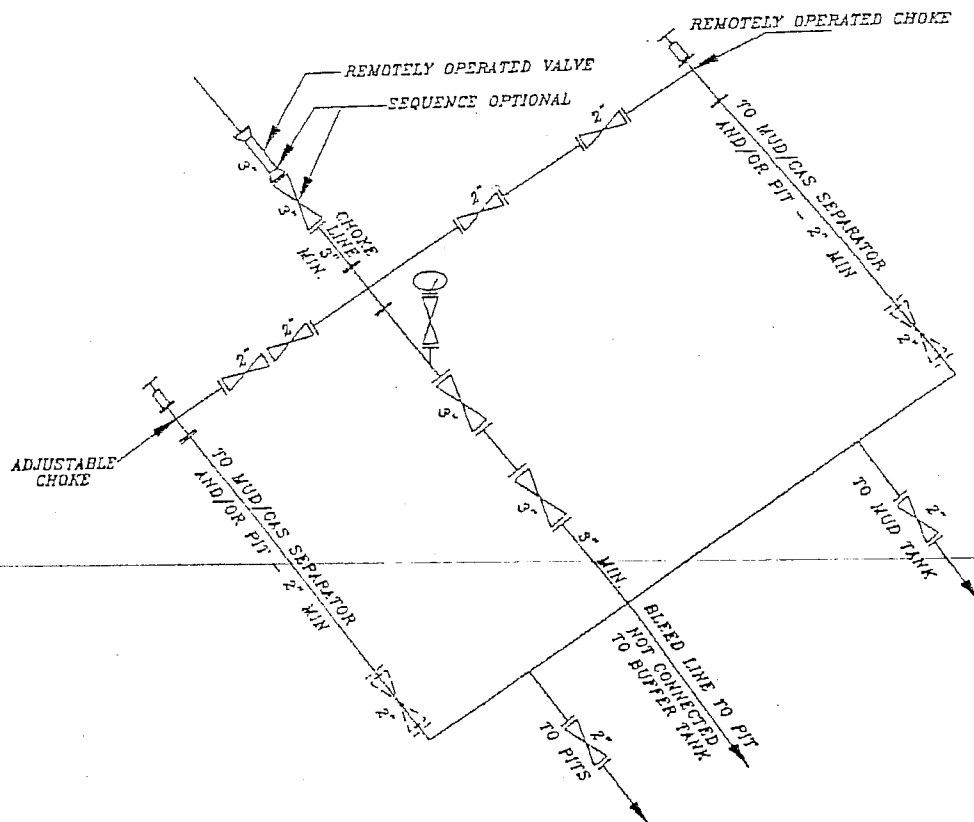 REMOTELY OPERATED CHOKE
REMOTELY OPERATED VALVE
SEQUENCE OPTIONAL
3"
3"
CHOKE
LINE
3"
MIN.
2"
2"
TO MUD/GAS SEPARATOR
AND/OR PIT - 2" MIN
2"
2"
2"
ADJUSTABLE
CHOKE
TO MUD/GAS SEPARATOR
AND/OR PIT - 2" MIN
2"
3"
3"
3" MIN.
2"
TO MUD TANK
BLEED LINE TO PIT
NOT CONNECTED
TO BUFFER TANK
2"
TO PITS